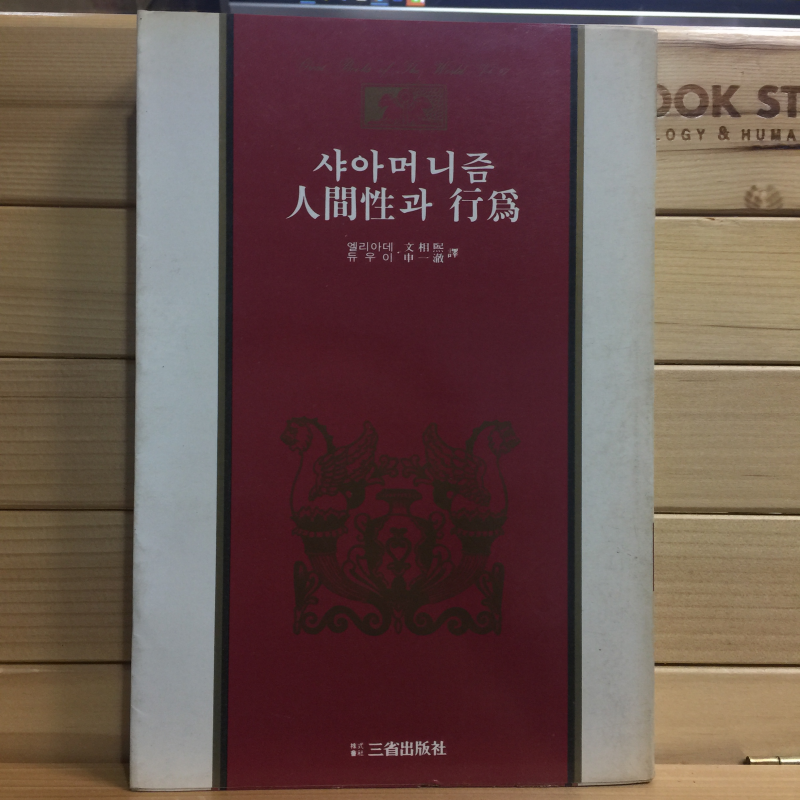 샤아머니즘
人間性과 行爲
엘리아데 · 文相熙
듀우이 · 申一澈 譯
株式會社 三省出版社
OOK ST
LOGY & HUMA